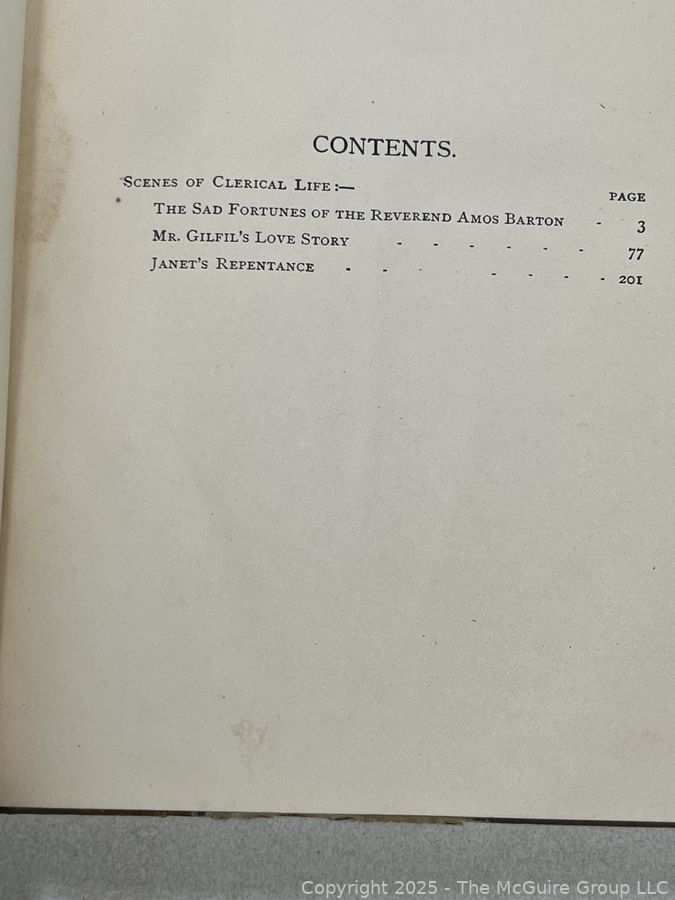 CONTENTS.
SCENES OF CLERICAL LIFE:—
PAGE
THE SAD FORTUNES OF THE REVEREND AMOS BARTON - 3
MR. GILFIL'S LOVE STORY - - - - - - 77
JANET'S REPENTANCE - - - - - - - 201
Copyright 2025 - The McGuire Group LLC